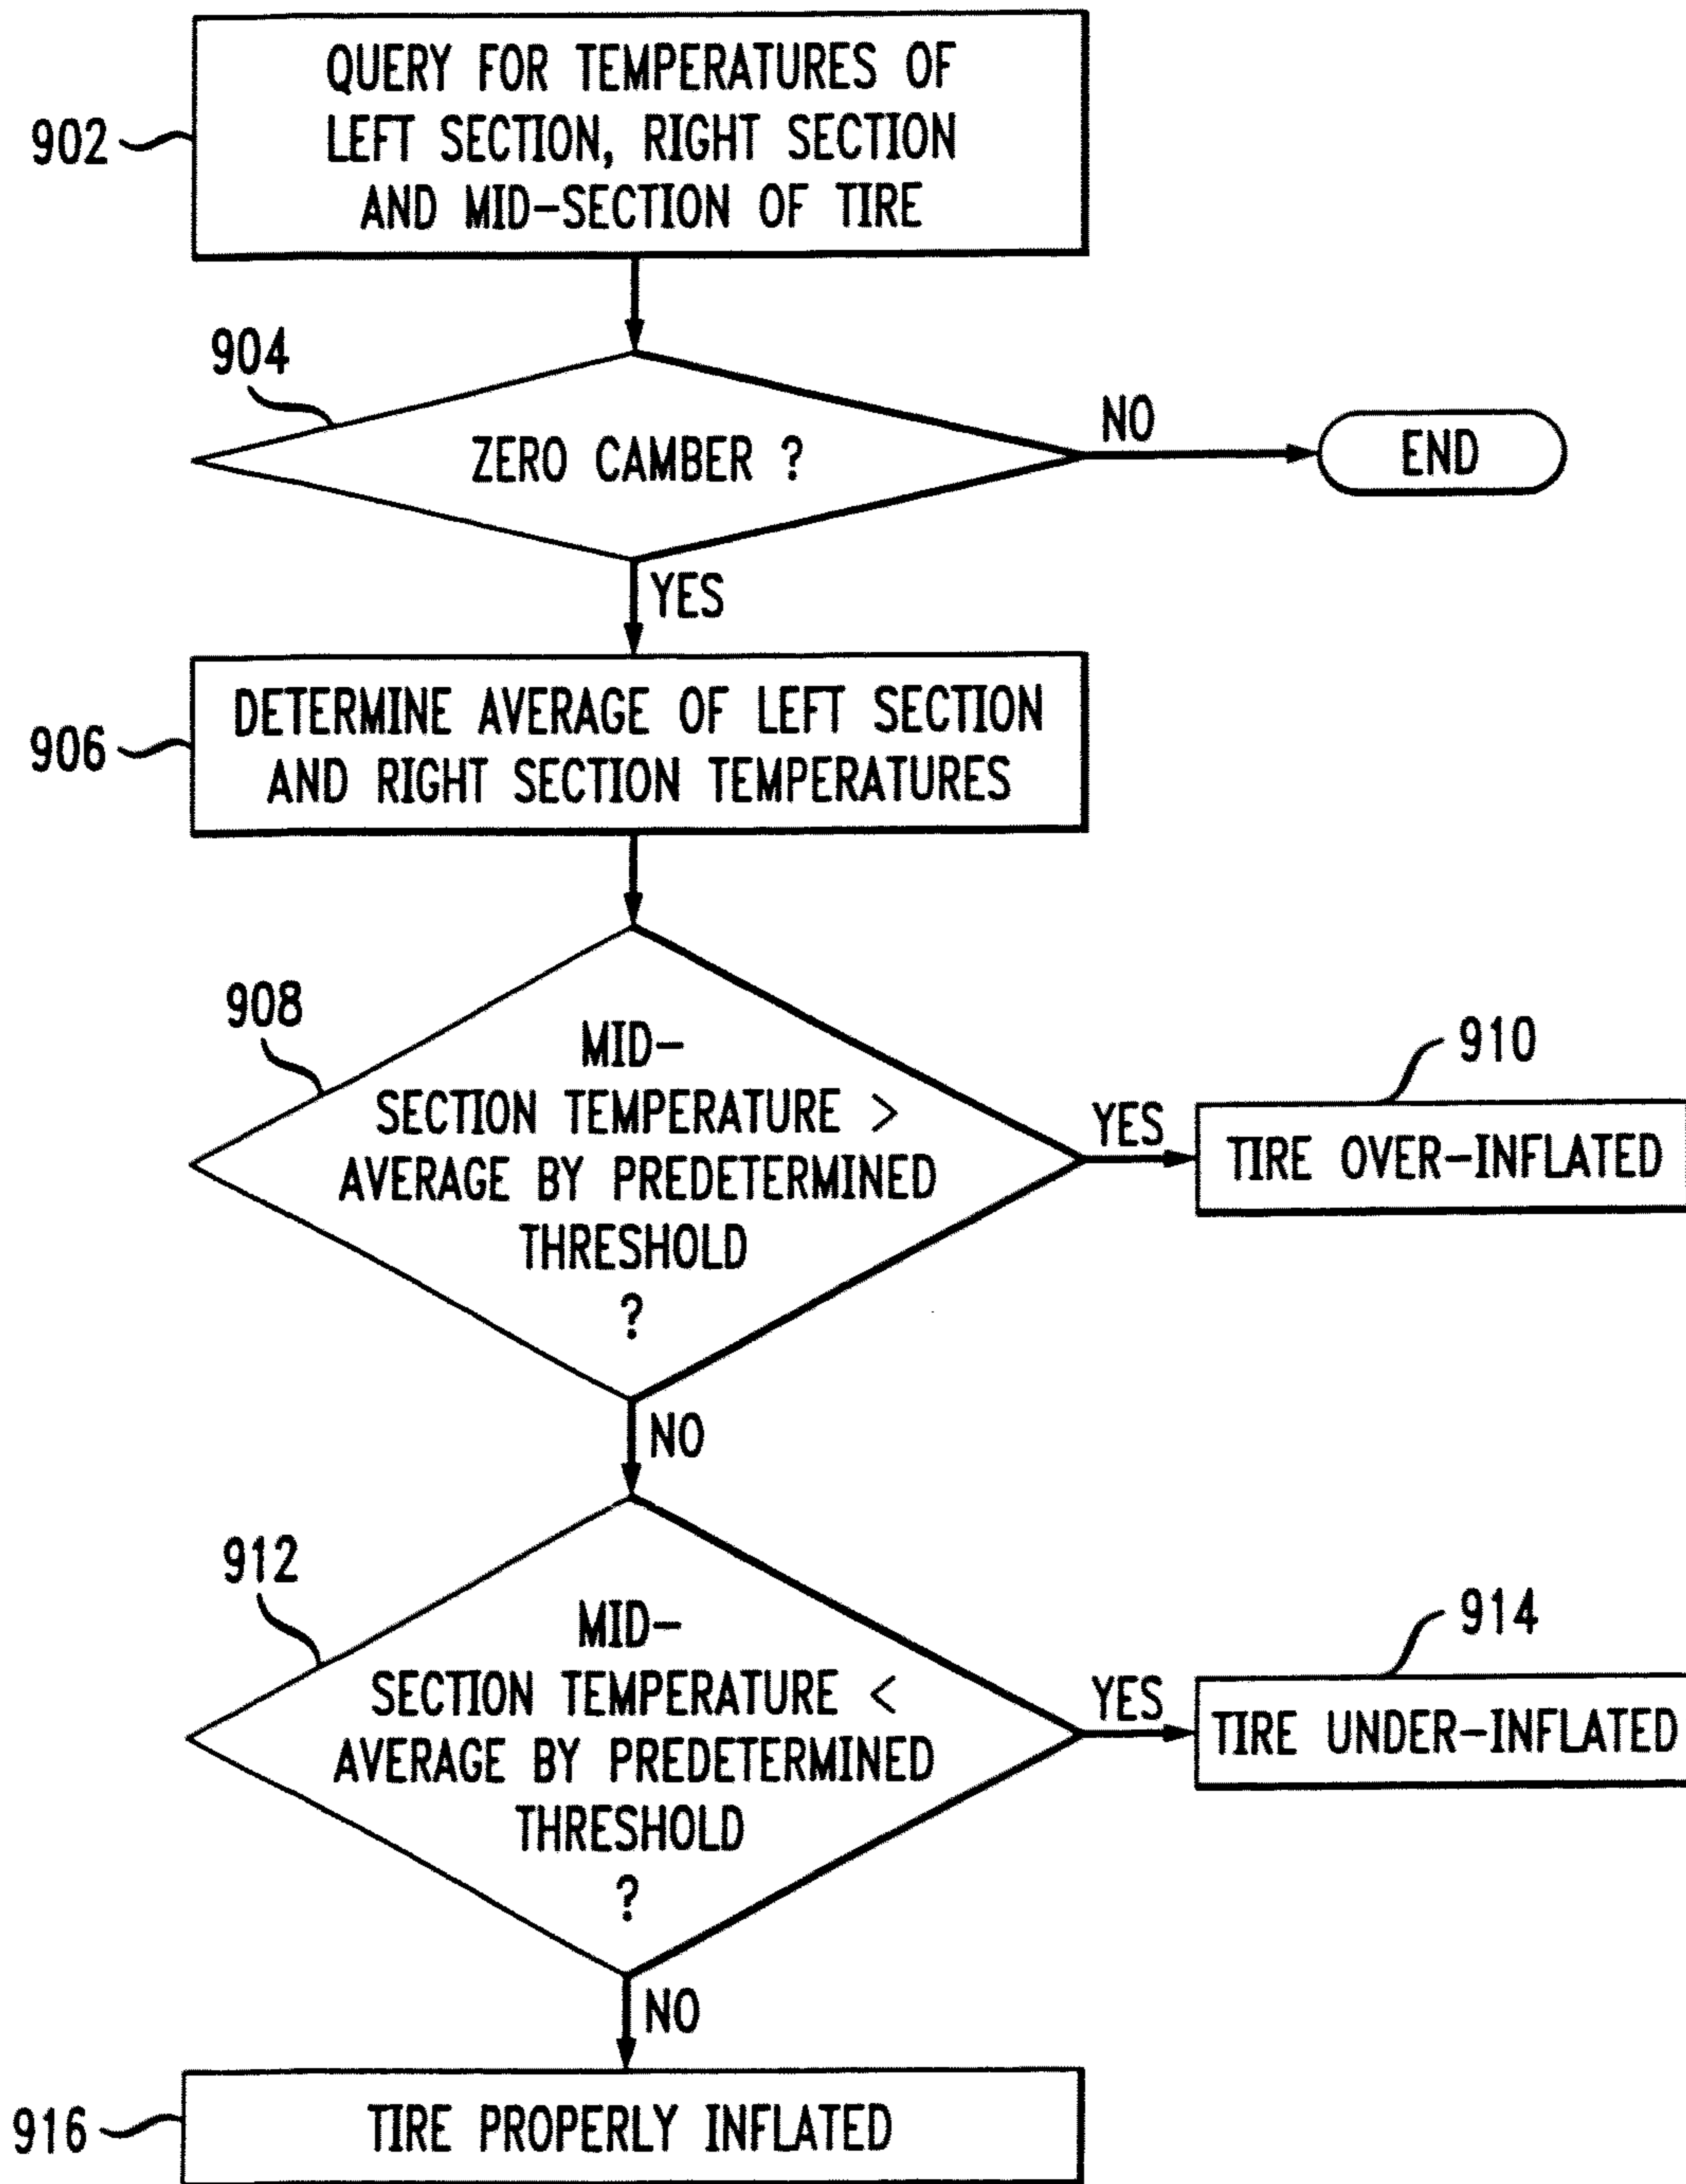 902
QUERY FOR TEMPERATURES OF
LEFT SECTION, RIGHT SECTION
AND MID-SECTION OF TIRE
904
ZERO CAMBER ?
NO
END
YES
906
DETERMINE AVERAGE OF LEFT SECTION
AND RIGHT SECTION TEMPERATURES
908
MID-
SECTION TEMPERATURE >
AVERAGE BY PREDETERMINED
THRESHOLD
?
YES
910
TIRE OVER-INFLATED
NO
912
MID-
SECTION TEMPERATURE <
AVERAGE BY PREDETERMINED
THRESHOLD
?
YES
914
TIRE UNDER-INFLATED
NO
916
TIRE PROPERLY INFLATED